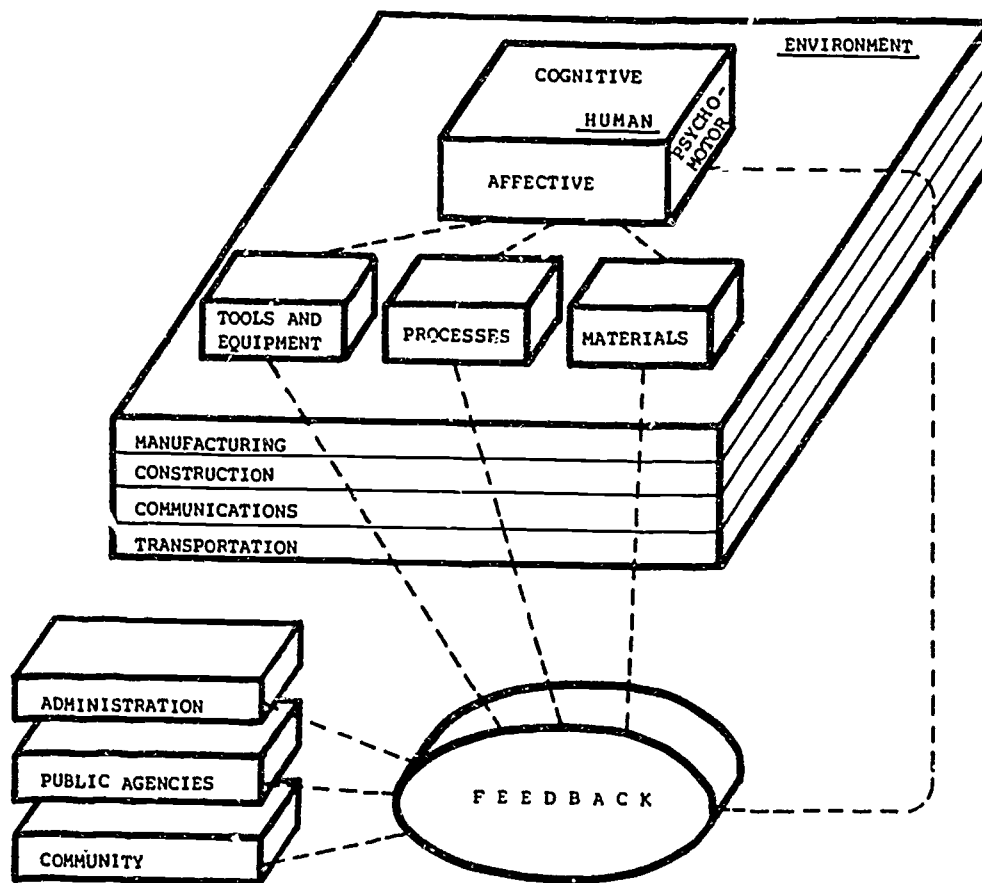 ENVIRONMENT
COGNITIVE
HUMAN
PSYCHO-
MOTOR
AFFECTIVE
TOOLS AND
EQUIPMENT
PROCESSES
MATERIALS
MANUFACTURING
CONSTRUCTION
COMMUNICATIONS
TRANSPORTATION
ADMINISTRATION
PUBLIC AGENCIES
COMMUNITY
FEEDBACK